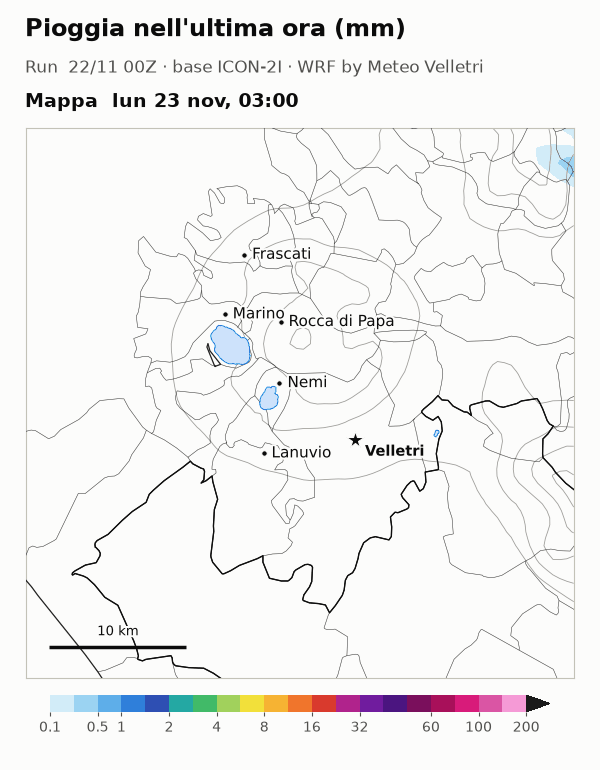 Pioggia nell'ultima ora (mm)
Run  22/11 00Z · base ICON-2I · WRF by Meteo Velletri
Mappa  lun 23 nov, 03:00
Frascati
Marino
Rocca di Papa
Nemi
Velletri
Lanuvio
10 km
0.1 0.5 1 2 4 8 16 32 60 100 200